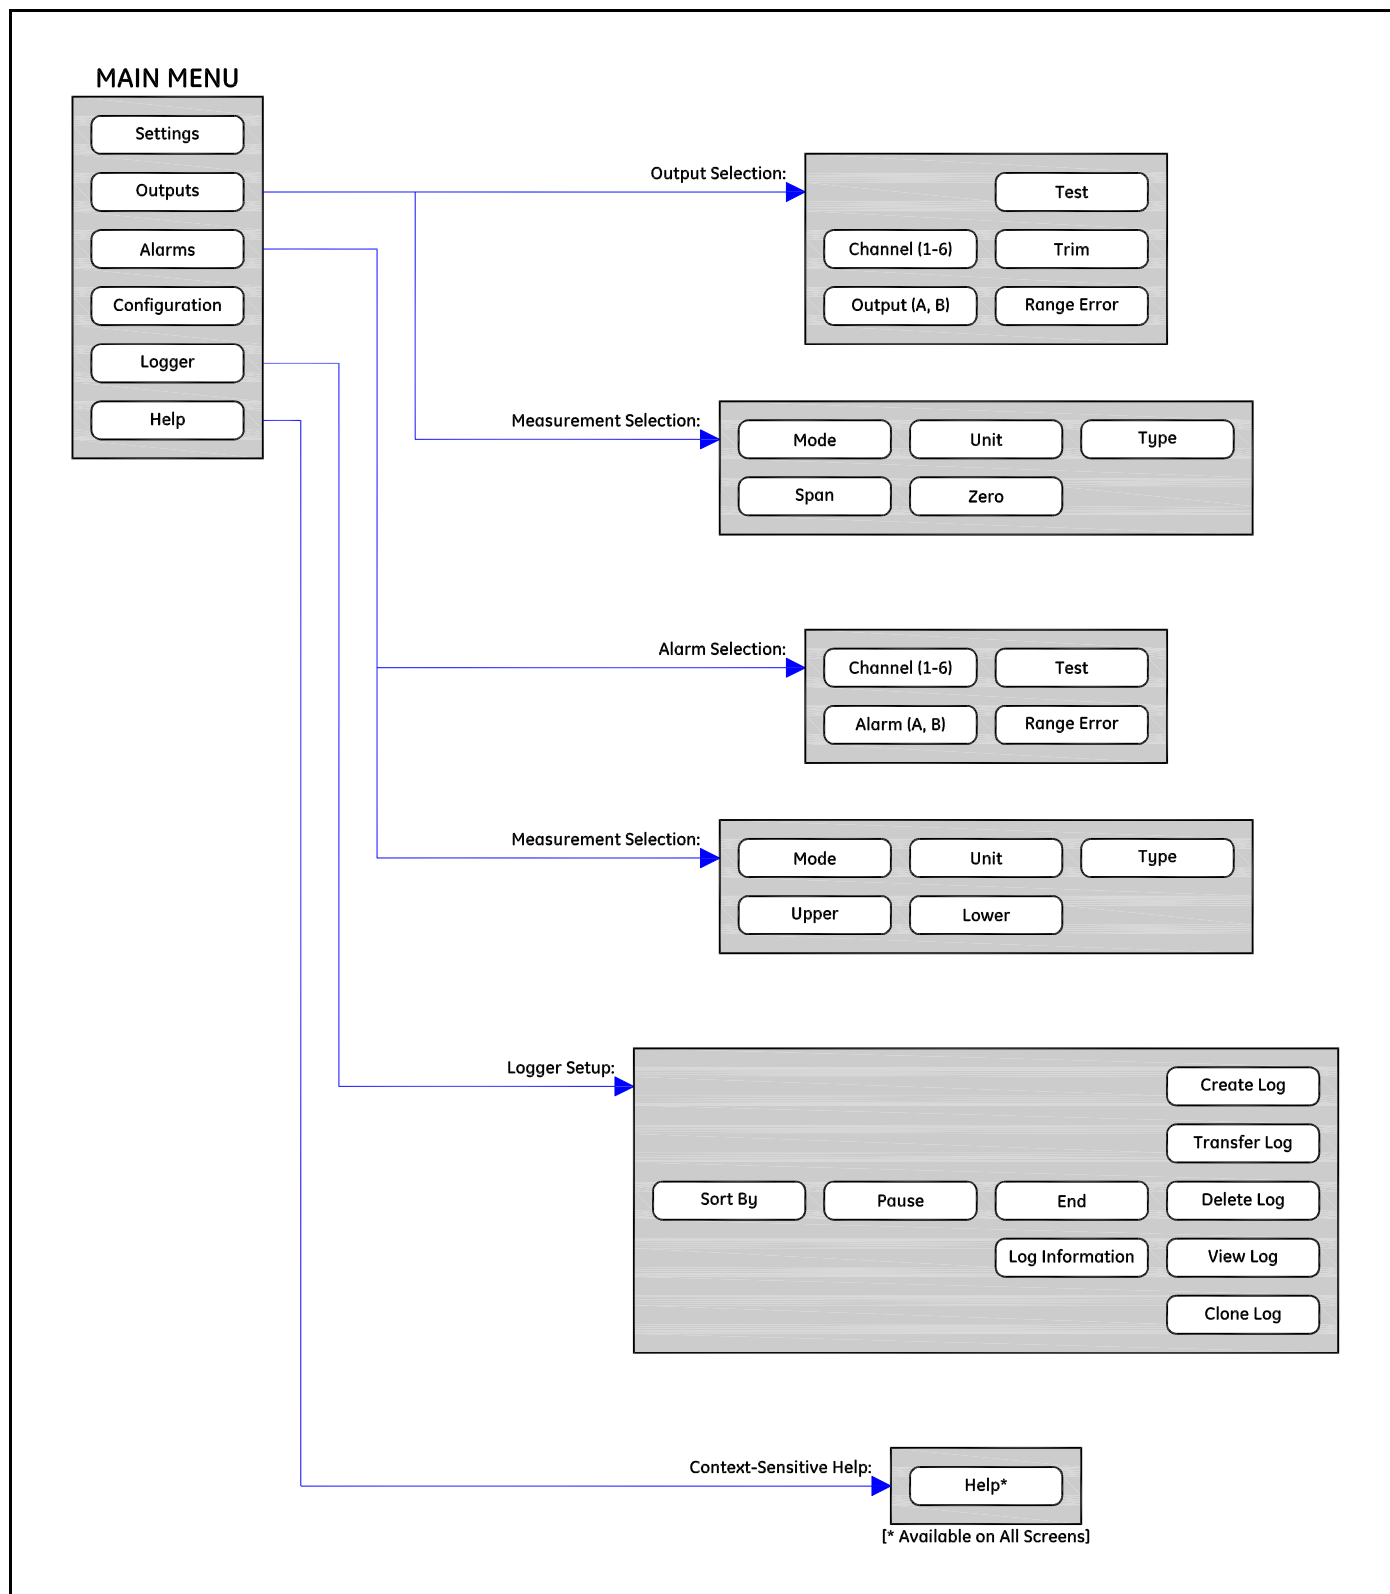 MAIN MENU
Settings
Outputs
Alarms
Configuration
Logger
Help
Output Selection:
Test
Channel (1-6)
Trim
Output (A, B)
Range Error
Measurement Selection:
Mode
Unit
Type
Span
Zero
Alarm Selection:
Channel (1-6)
Test
Alarm (A, B)
Range Error
Measurement Selection:
Mode
Unit
Type
Upper
Lower
Logger Setup:
Create Log
Transfer Log
Sort By
Pause
End
Delete Log
Log Information
View Log
Clone Log
Context-Sensitive Help:
Help*
[* Available on All Screens]